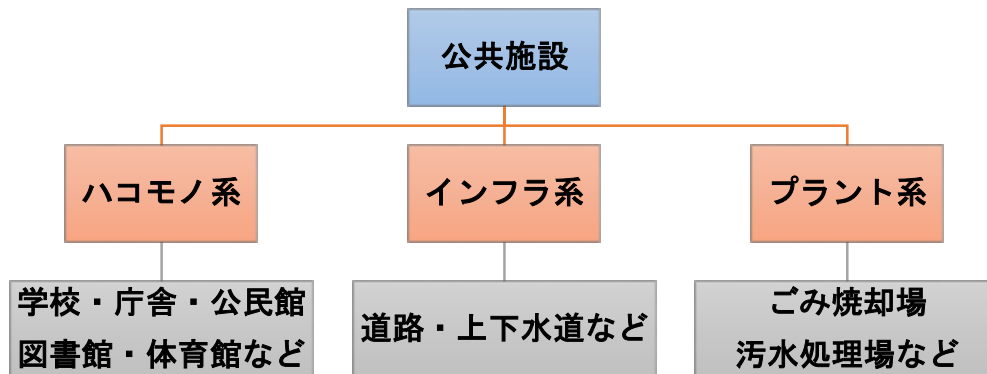 公共施設
ハコモノ系
インフラ系
プラント系
学校・庁舎・公民館
図書館・体育館など
道路・上下水道など
ごみ焼却場
汚水処理場など